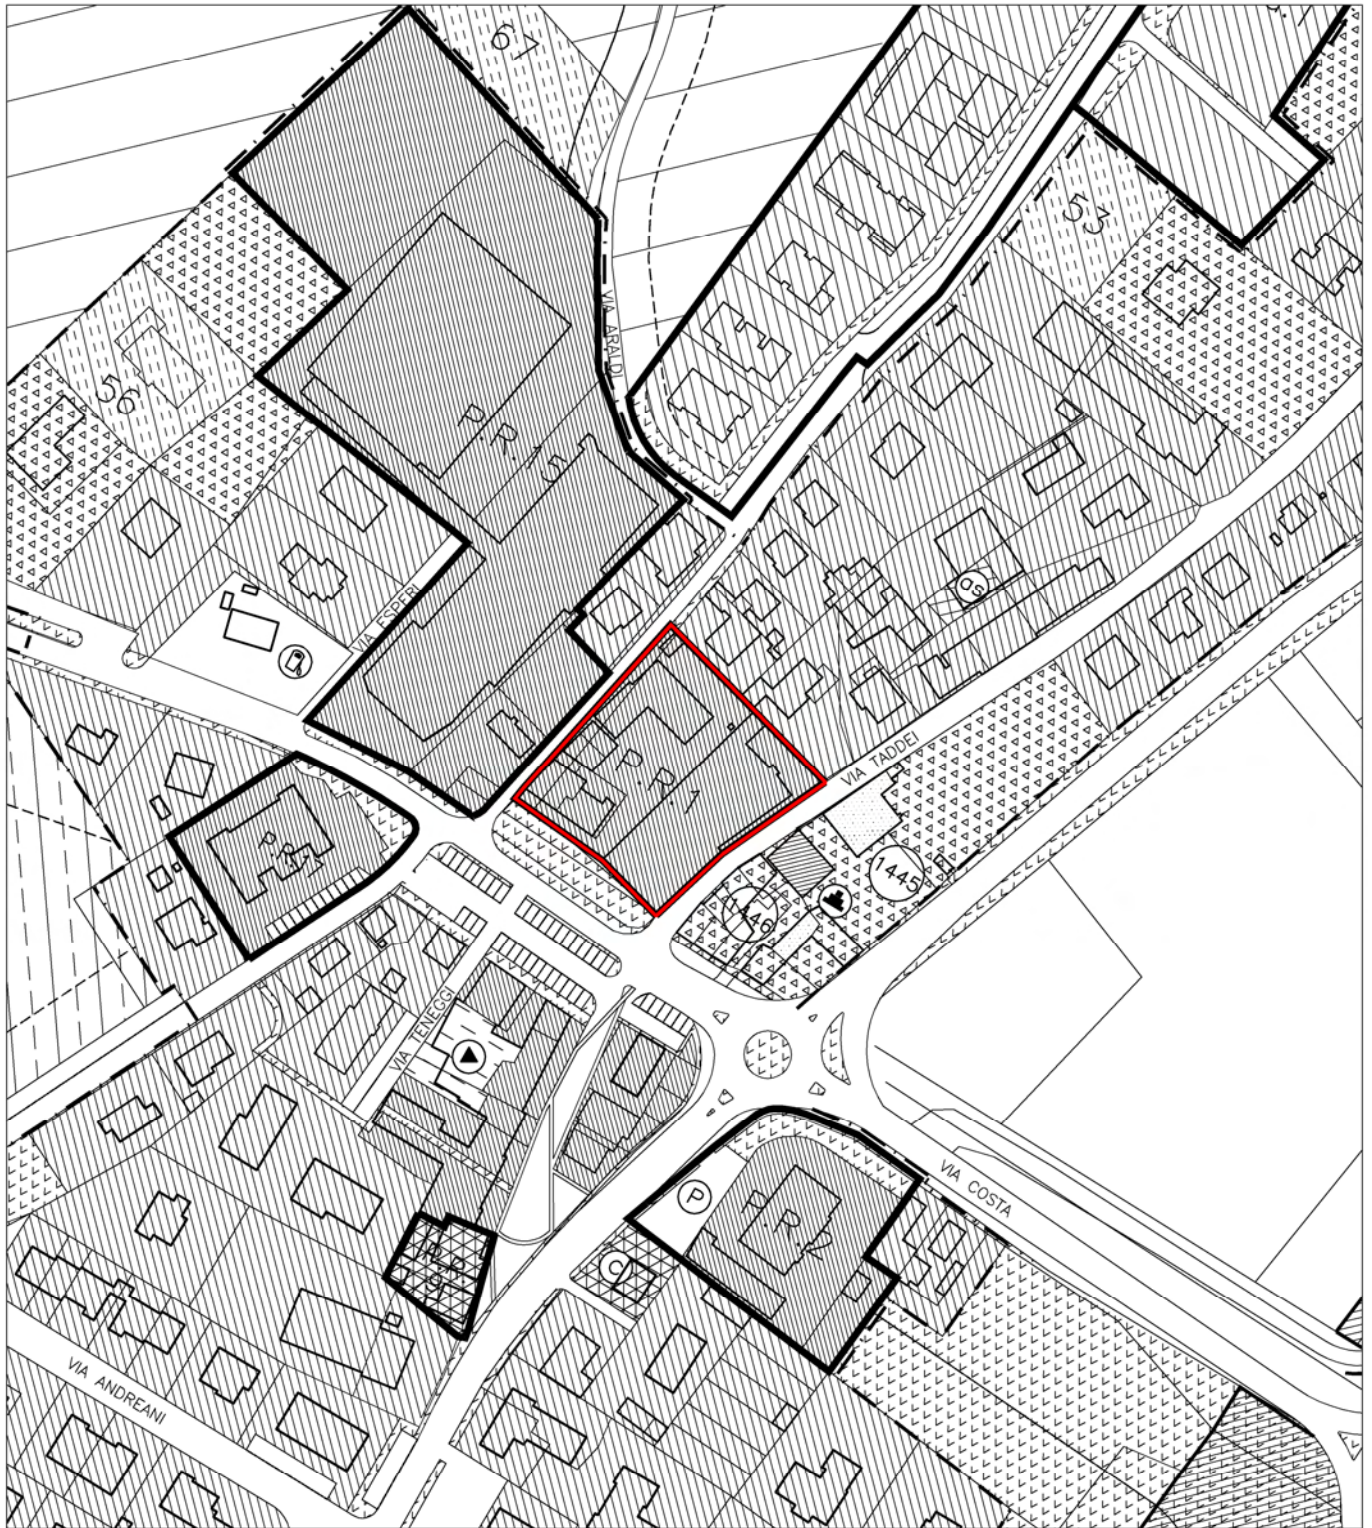 67
53
VIA ARALDI
56
P.R.15
as
VIA ESPERI
VIA TADDEI
P.R.1
P.R.1
1445
1446
VIA TENEGGI
P
VIA COSTA
P.R.2
C
VIA ANDREANI